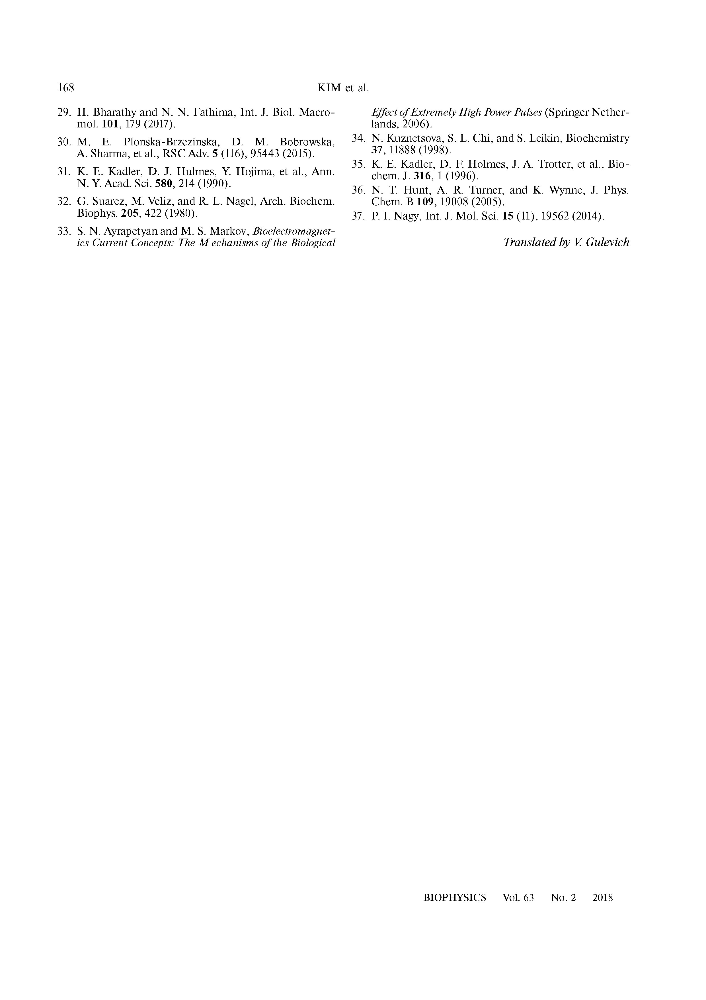 168
KIM et al.
29. H. Bharathy and N. N. Fathima, Int. J. Biol. Macro-
mol. 101, 179 (2017).
30. M. E. Plonska-Brzezinska, D. M. Bobrowska,
A. Sharma, et al., RSC Adv. 5 (116), 95443 (2015).
31. K. E. Kadler, D. J. Hulmes, Y. Hojima, et al., Ann.
N. Y. Acad. Sci. 580, 214 (1990).
32. G. Suarez, M. Veliz, and R. L. Nagel, Arch. Biochem.
Biophys. 205, 422 (1980).
33. S. N. Ayrapetyan and M. S. Markov, Bioelectromagnet-
ics Current Concepts: The M echanisms of the Biological
Effect of Extremely High Power Pulses (Springer Nether-
lands, 2006).
34. N. Kuznetsova, S. L. Chi, and S. Leikin, Biochemistry
37, 11888 (1998).
35. K. E. Kadler, D. F. Holmes, J. A. Trotter, et al., Bio-
chem. J. 316, 1 (1996).
36. N. T. Hunt, A. R. Turner, and K. Wynne, J. Phys.
Chem. B 109, 19008 (2005).
37. P. I. Nagy, Int. J. Mol. Sci. 15 (11), 19562 (2014).
Translated by V. Gulevich
BIOPHYSICS Vol. 63 No. 2 2018